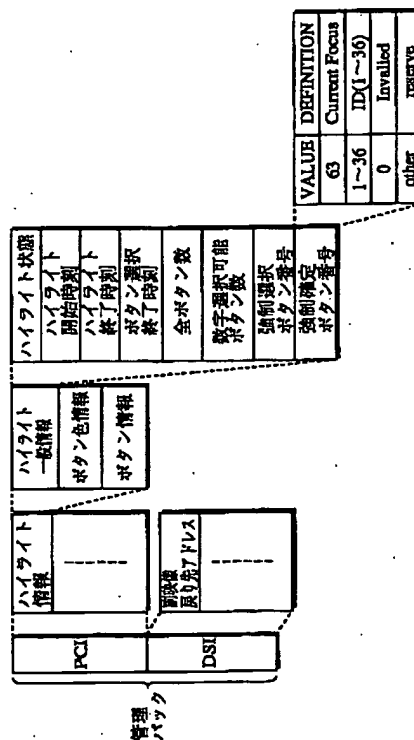 管理
パック
PCI
DSI
ハイライト
情報
副映像
戻り先アドレス
ハイライト
一般情報
ボタン色情報
ボタン情報
ハイライト状態
ハイライト
開始時刻
ハイライト
終了時刻
ボタン選択
終了時刻
全ボタン数
数字選択可能
ボタン数
強制選択
ボタン番号
強制確定
ボタン番号
VALUE DEFINITION
63 Current Focus
1~36 ID(1~36)
0 Invalied
other reserve